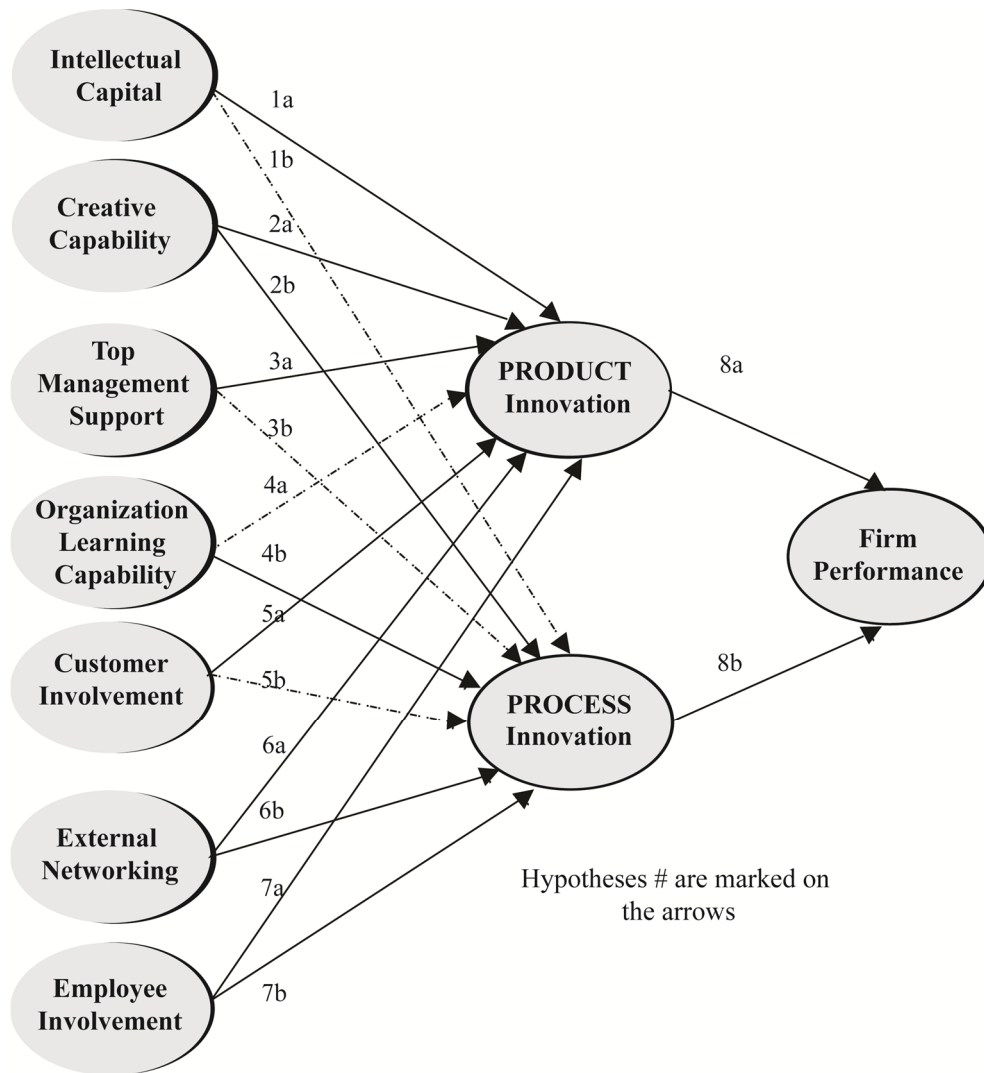 Intellectual
Capital
1a
1b
Creative
Capability
2a
2b
Top
Management
Support
3a
3b
PRODUCT
Innovation
8a
Organization
Learning
Capability
4a
4b
Firm
Performance
Customer
Involvement
5a
5b
PROCESS
Innovation
8b
External
Networking
6a
6b
Hypotheses # are marked on
the arrows
Employee
Involvement
7a
7b